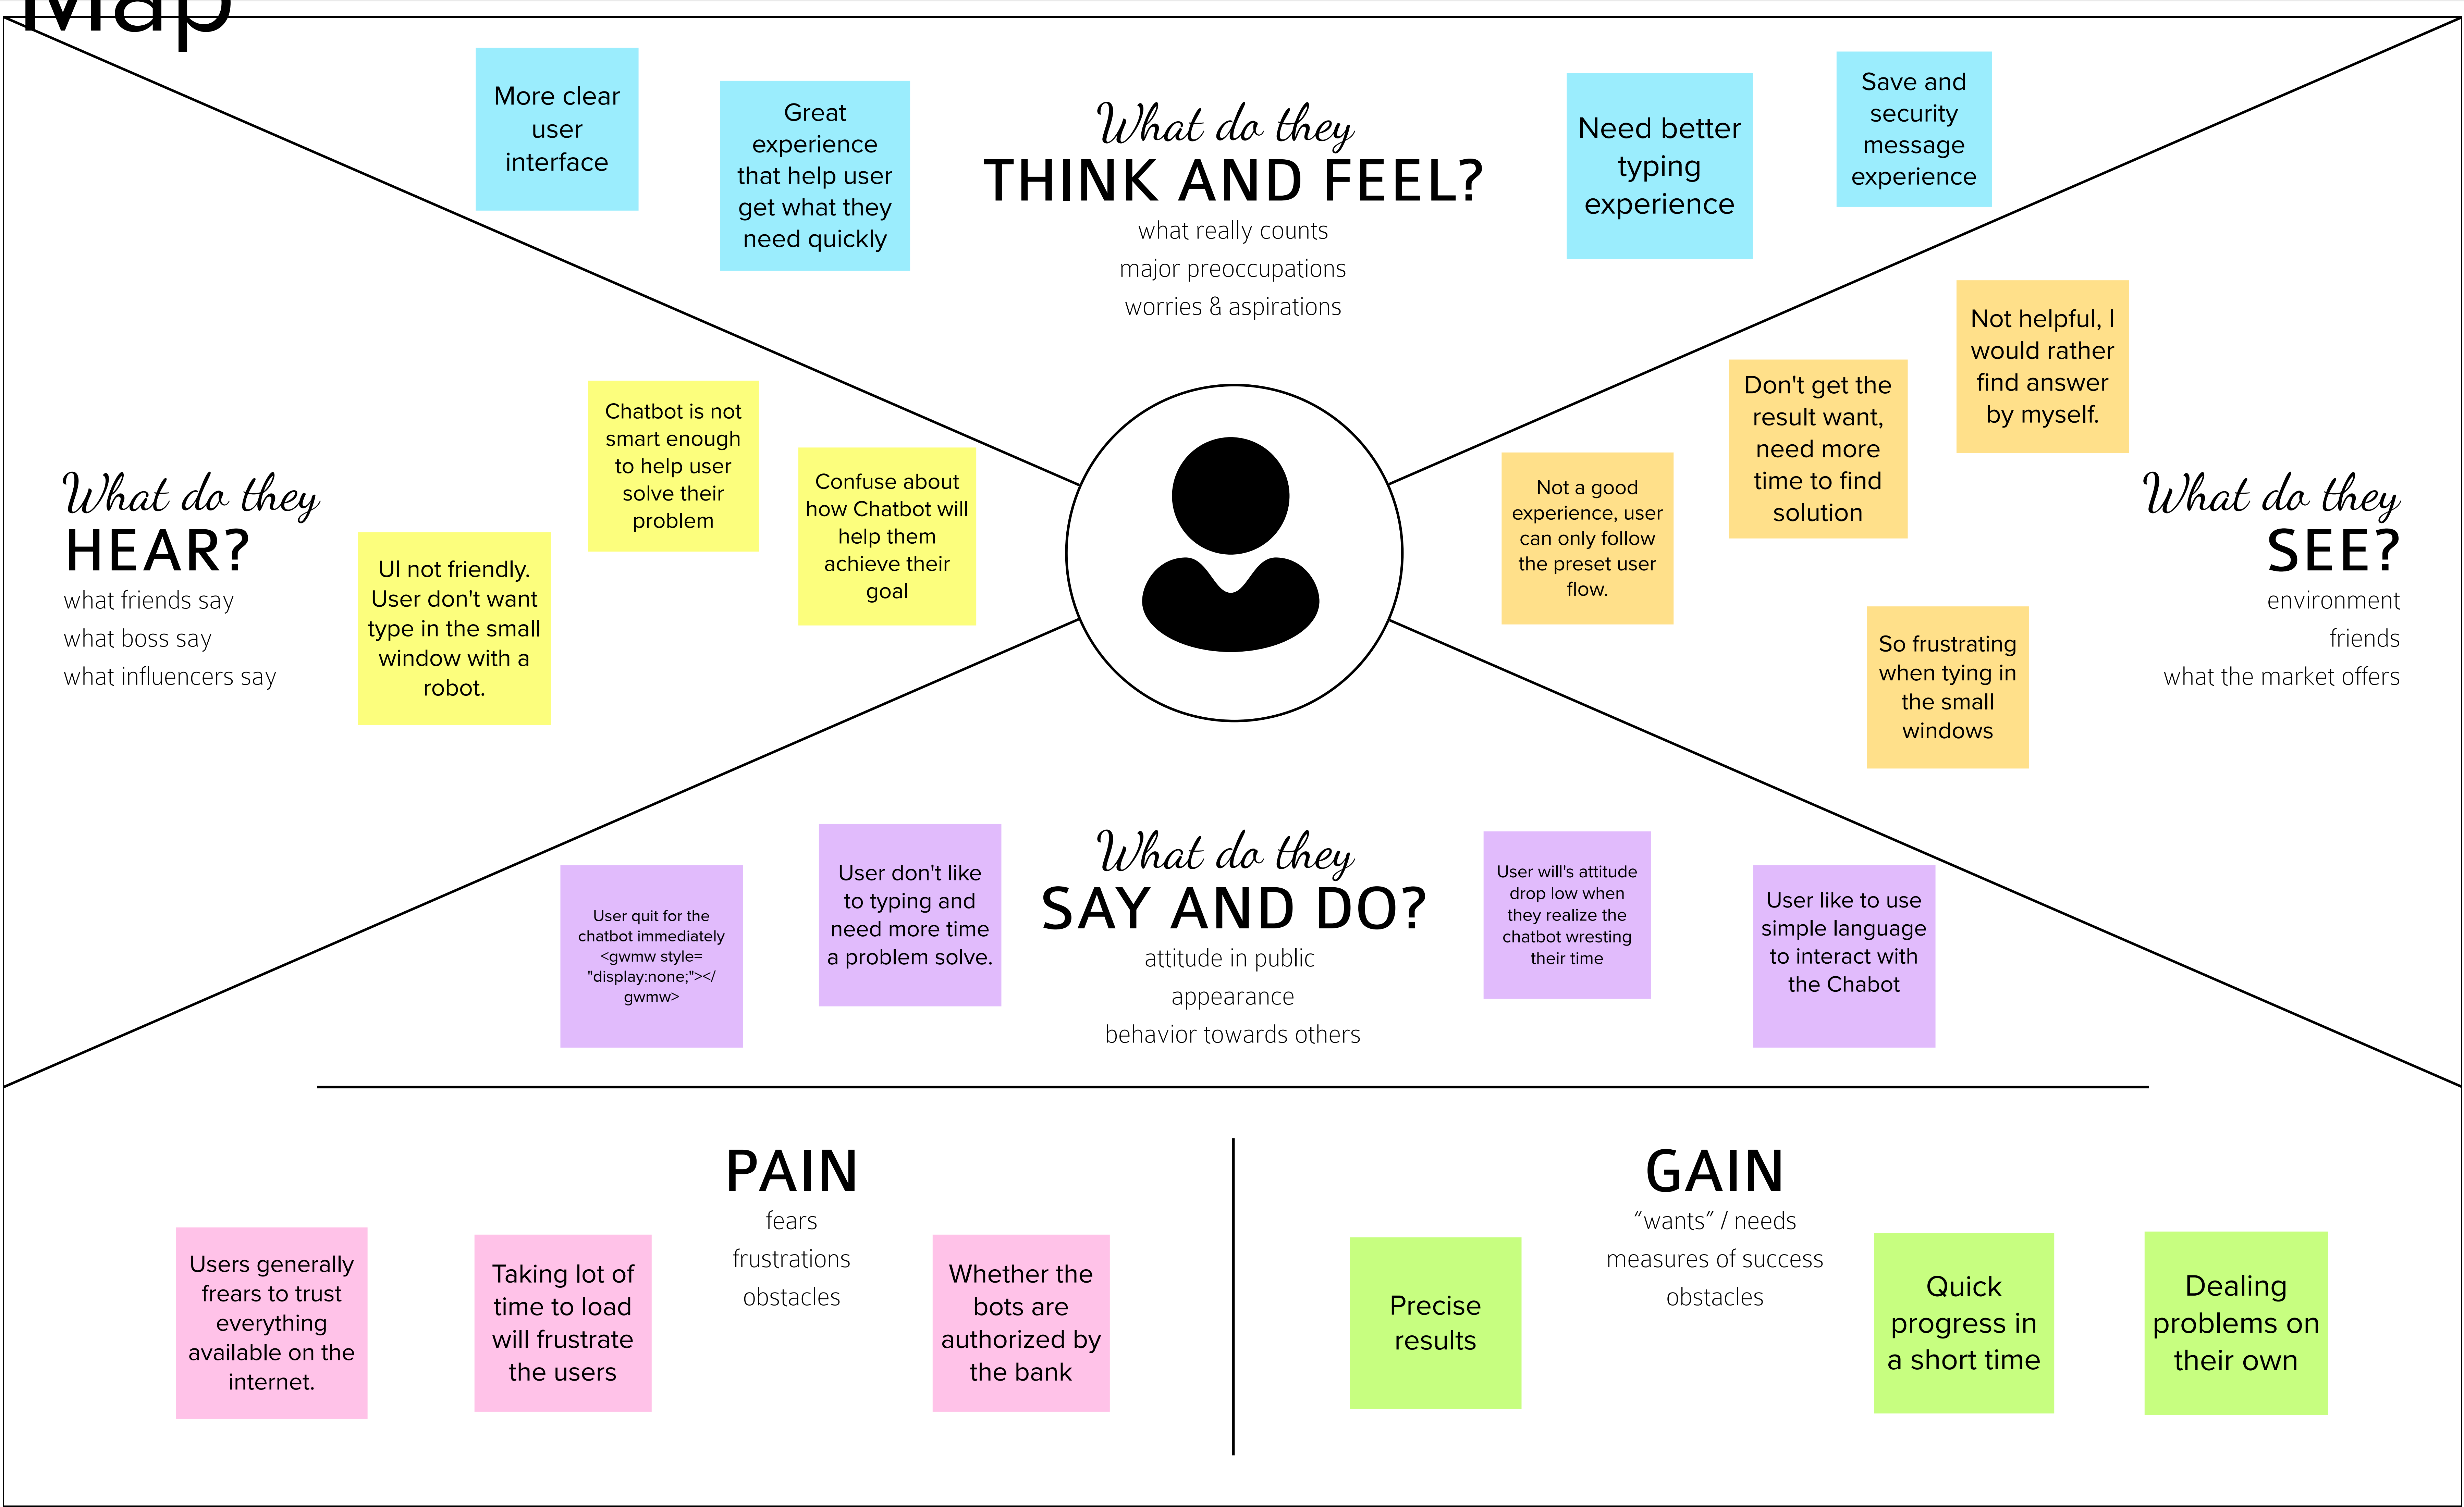 Map
More clear
user
interface
Great
experience
that help user
get what they
need quickly
What do they
THINK AND FEEL?
what really counts
major preoccupations
worries & aspirations
Need better
typing
experience
Save and
security
message
experience
What do they
HEAR?
what friends say
what boss say
what influencers say
UI not friendly.
User don't want
type in the small
window with a
robot.
Chatbot is not
smart enough
to help user
solve their
problem
Confuse about
how Chatbot will
help them
achieve their
goal
Not a good
experience, user
can only follow
the preset user
flow.
Don't get the
result want,
need more
time to find
solution
Not helpful, I
would rather
find answer
by myself.
So frustrating
when tying in
the small
windows
What do they
SEE?
environment
friends
what the market offers
User quit for the
chatbot immediately
<gwmw style=
"display:none;"></
gwmw>
User don't like
to typing and
need more time
a problem solve.
What do they
SAY AND DO?
attitude in public
appearance
behavior towards others
User will's attitude
drop low when
they realize the
chatbot wresting
their time
User like to use
simple language
to interact with
the Chabot
PAIN
fears
frustrations
obstacles
Users generally
frears to trust
everything
available on the
internet.
Taking lot of
time to load
will frustrate
the users
Whether the
bots are
authorized by
the bank
GAIN
“wants” / needs
measures of success
obstacles
Precise
results
Quick
progress in
a short time
Dealing
problems on
their own